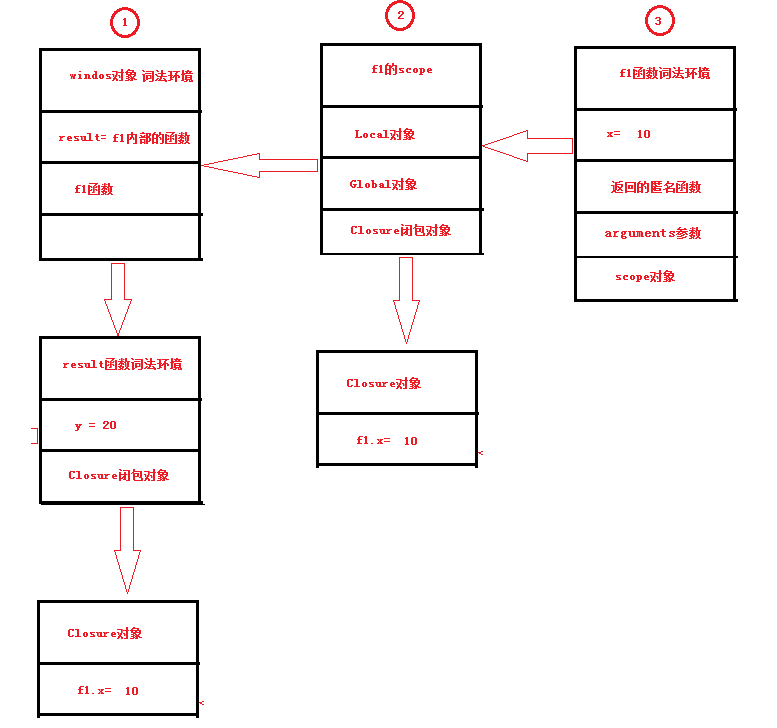 1
windos对象 词法环境
result= f1内部的函数
f1函数
result函数词法环境
y = 20
Closure闭包对象
Closure对象
f1.x= 10
2
f1的scope
Local对象
Global对象
Closure闭包对象
Closure对象
f1.x= 10
3
f1函数词法环境
x= 10
返回的匿名函数
arguments参数
scope对象